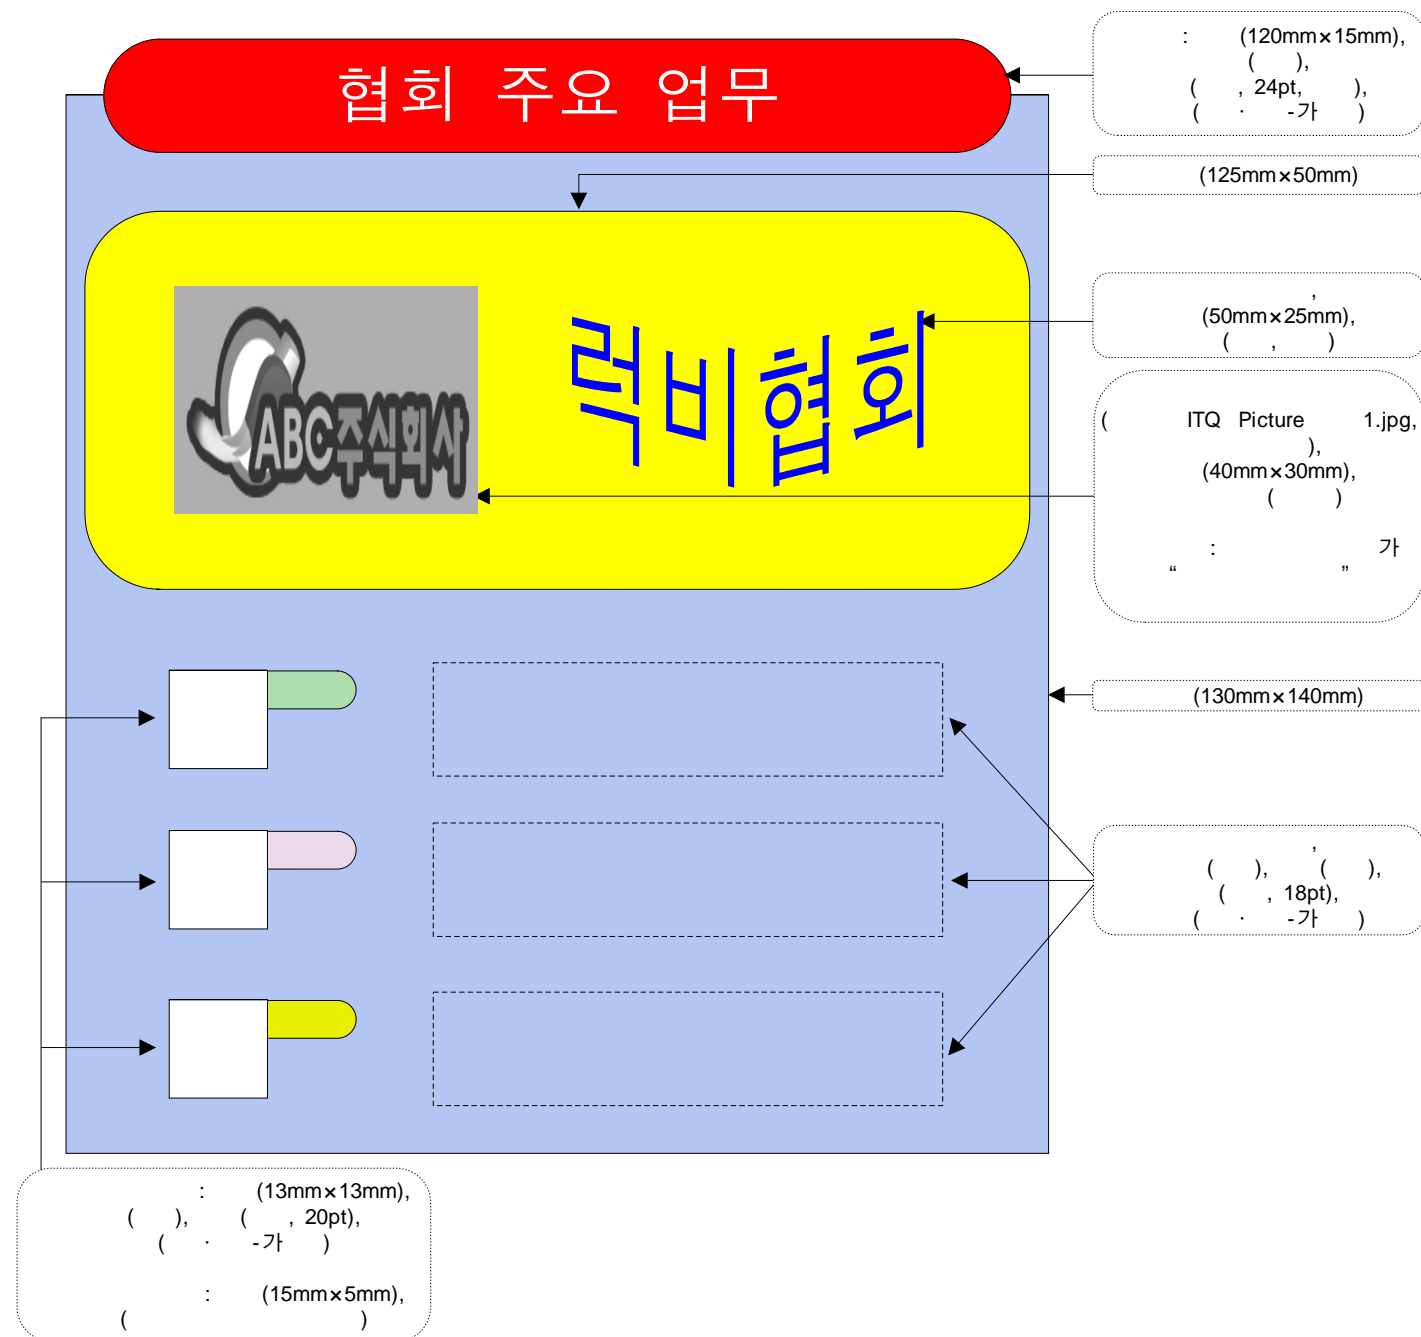 협회 주요 업무
: (120mm×15mm),
( ),
( , 24pt, ),
( · -가 )
(125mm×50mm)
럭비협회
,
(50mm×25mm),
( , )
ABC주식회사
( ITQ Picture 1.jpg,
),
(40mm×30mm),
( )
: 가
“ ”
(130mm×140mm)
,
( ), ( ),
( , 18pt),
( · -가 )
: (13mm×13mm),
( ), ( , 20pt),
( · -가 )
: (15mm×5mm),
( )